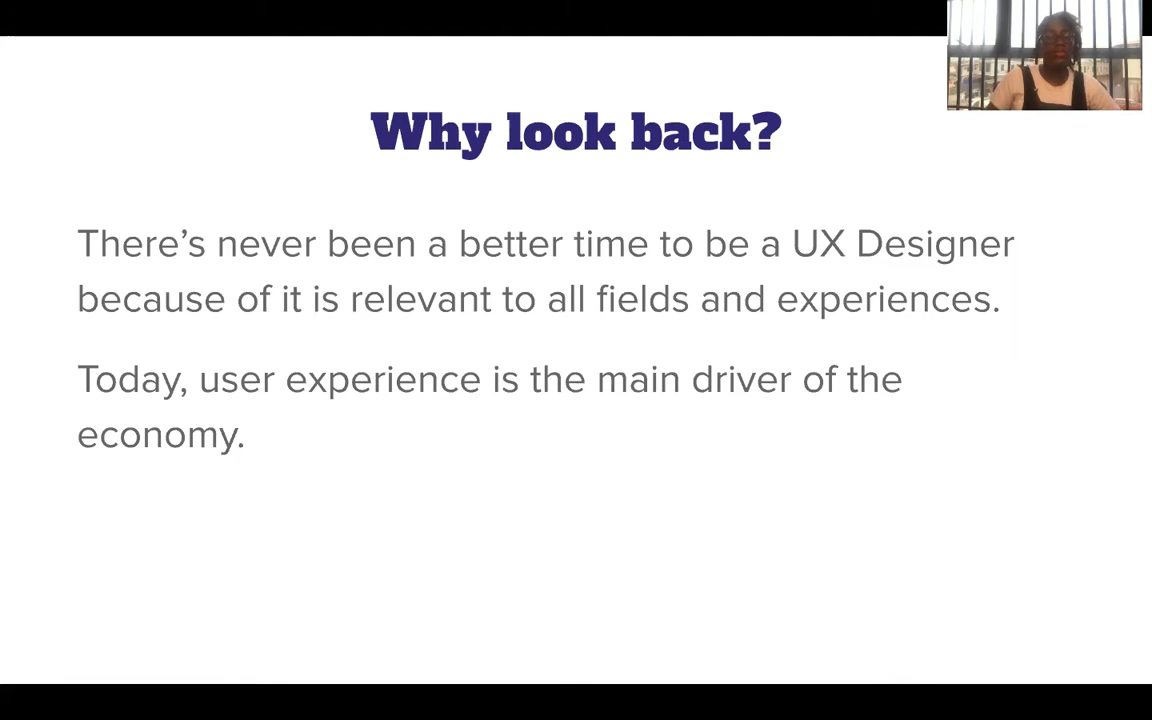 Why look back?
There’s never been a better time to be a UX Designer
because of it is relevant to all fields and experiences.
Today, user experience is the main driver of the
economy.